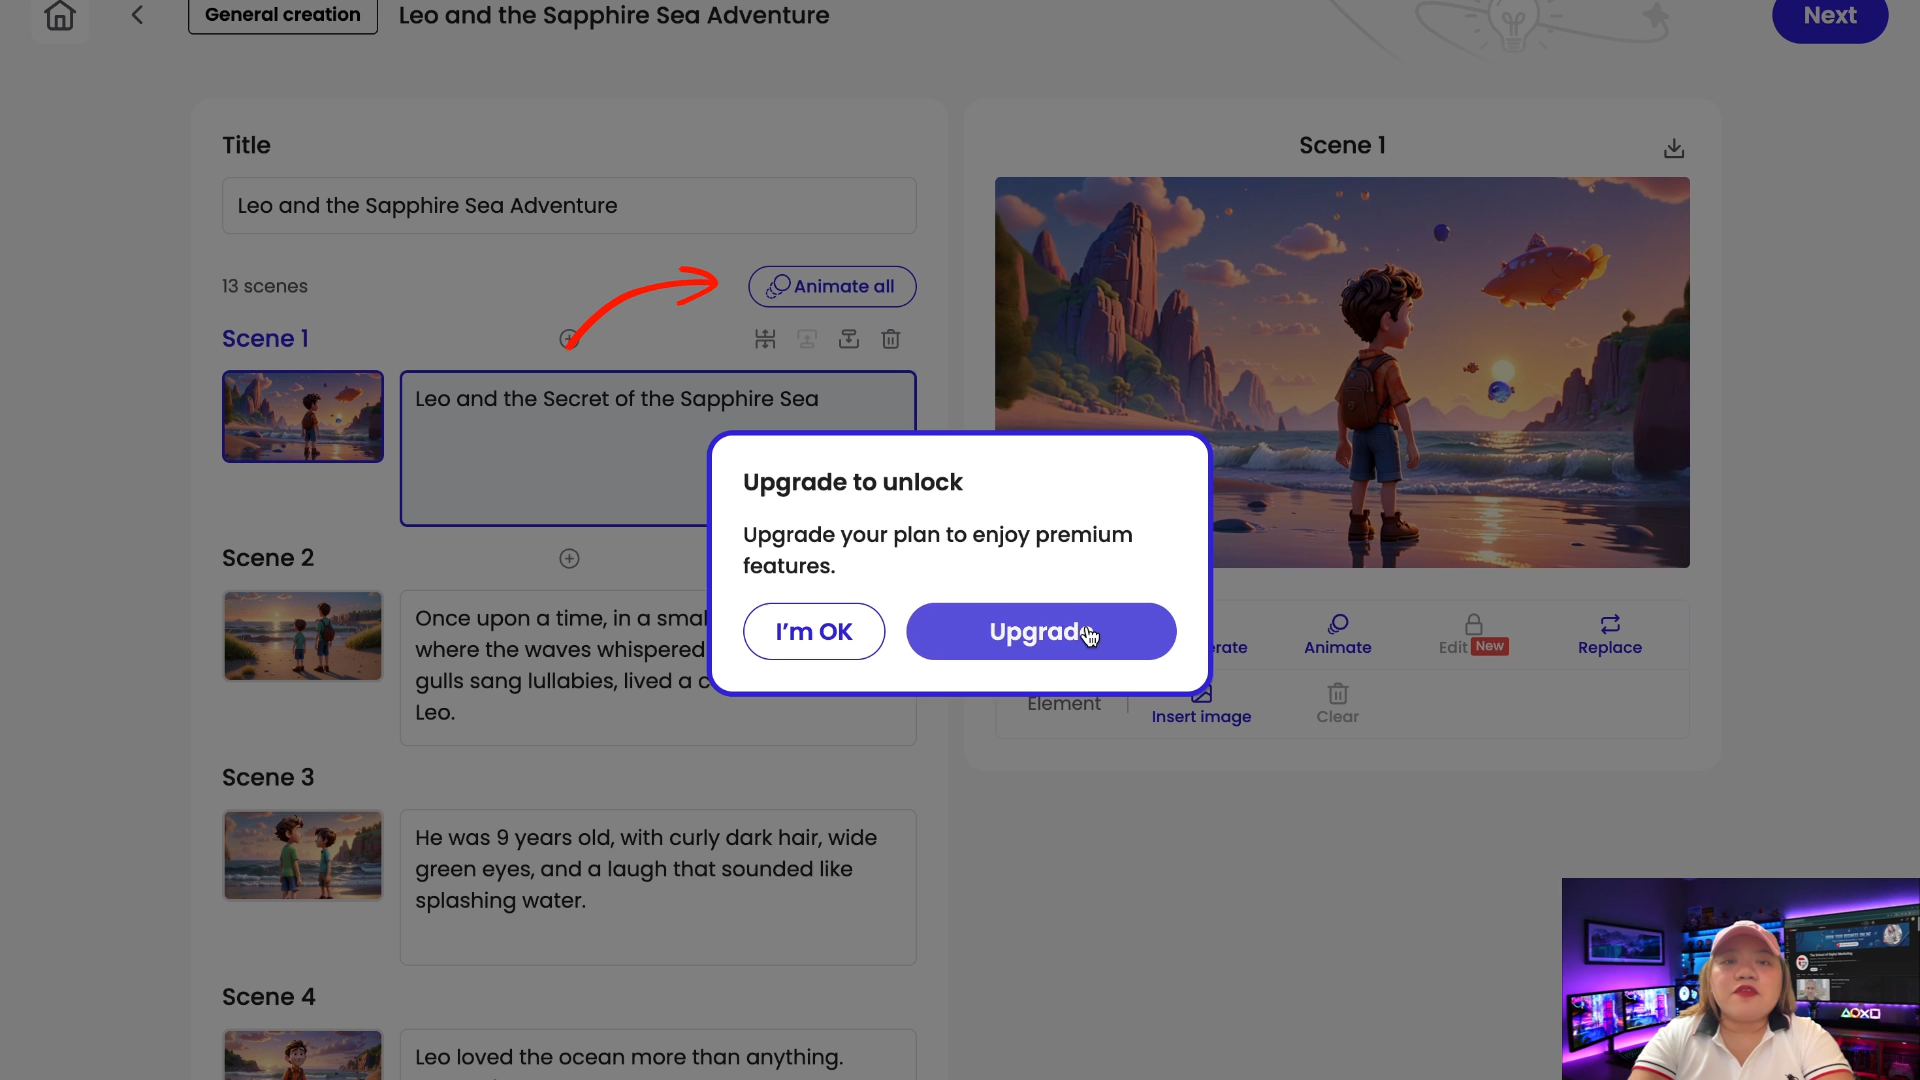 General creation
Leo and the Sapphire Sea Adventure
Next
Title
Leo and the Sapphire Sea Adventure
13 scenes
Animate all
Scene 1
Leo and the Secret of the Sapphire Sea
Scene 2
Once upon a time, in a smal
where the waves whispered
gulls sang lullabies, lived a c
Leo.
Scene 3
He was 9 years old, with curly dark hair, wide
green eyes, and a laugh that sounded like
splashing water.
Scene 4
Leo loved the ocean more than anything.
Scene 1
Upgrade to unlock
Upgrade your plan to enjoy premium
features.
I'm OK
Upgrade
rate
Animate
Edit New
Replace
Element
Insert image
Clear